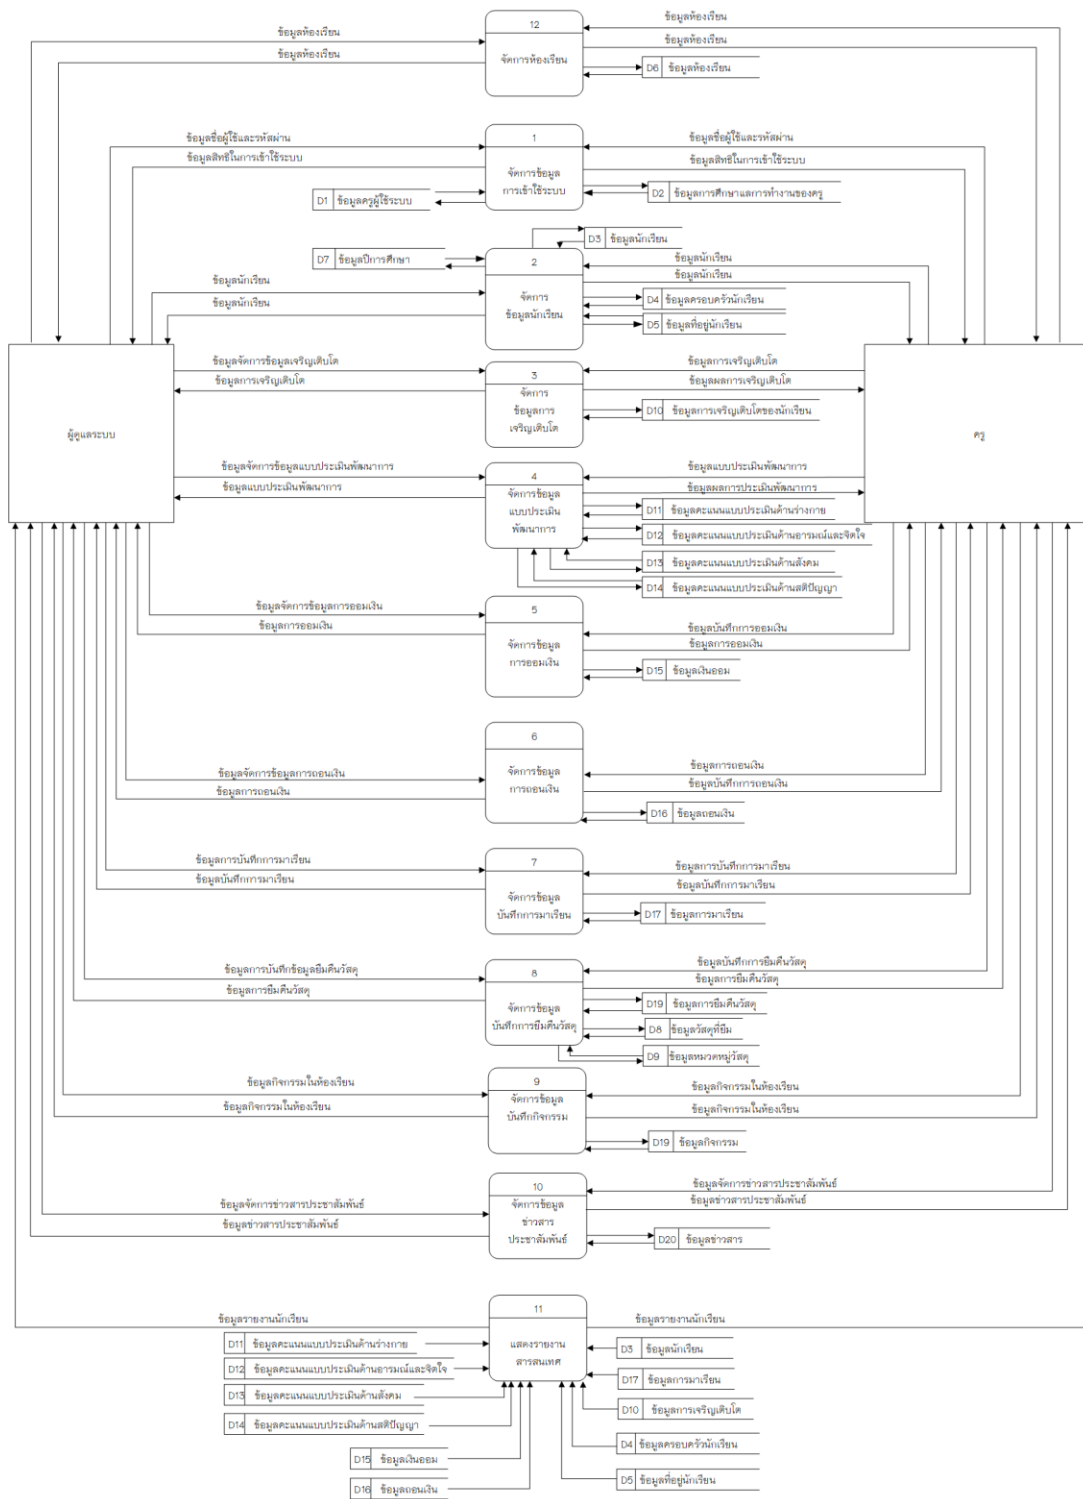 12
ข้อมูลห้องเรียน
ข้อมูลห้องเรียน
ข้อมูลห้องเรียน
ข้อมูลห้องเรียน
จัดการห้องเรียน
D6 ข้อมูลห้องเรียน
1
ข้อมูลชื่อผู้ใช้และรหัสผ่าน
ข้อมูลชื่อผู้ใช้และรหัสผ่าน
ข้อมูลสิทธิในการเข้าใช้ระบบ
ข้อมูลสิทธิในการเข้าใช้ระบบ
จัดการข้อมูล
การเข้าใช้ระบบ
D1 ข้อมูลครูผู้ใช้ระบบ
D2 ข้อมูลการศึกษาแลการทำงานของครู
D3 ข้อมูลนักเรียน
D7 ข้อมูลปีการศึกษา
2
ข้อมูลนักเรียน
ข้อมูลนักเรียน
ข้อมูลนักเรียน
ข้อมูลนักเรียน
จัดการ
ข้อมูลนักเรียน
D4 ข้อมูลครอบครัวนักเรียน
D5 ข้อมูลที่อยู่นักเรียน
ผู้ดูแลระบบ
ครู
ข้อมูลจัดการข้อมูลเจริญเติบโต
ข้อมูลการเจริญเติบโต
3
ข้อมูลการเจริญเติบโต
ข้อมูลผลการเจริญเติบโต
จัดการ
ข้อมูลการ
เจริญเติบโต
D10 ข้อมูลการเจริญเติบโตของนักเรียน
ข้อมูลจัดการข้อมูลแบบประเมินพัฒนาการ
ข้อมูลแบบประเมินพัฒนาการ
4
ข้อมูลแบบประเมินพัฒนาการ
ข้อมูลผลการประเมินพัฒนาการ
จัดการข้อมูล
แบบประเมิน
พัฒนาการ
D11 ข้อมูลคะแนนแบบประเมินด้านร่างกาย
D12 ข้อมูลคะแนนแบบประเมินด้านอารมณ์และจิตใจ
D13 ข้อมูลคะแนนแบบประเมินด้านสังคม
D14 ข้อมูลคะแนนแบบประเมินด้านสติปัญญา
5
ข้อมูลจัดการข้อมูลการออมเงิน
ข้อมูลการออมเงิน
ข้อมูลบันทึกการออมเงิน
ข้อมูลการออมเงิน
จัดการข้อมูล
การออมเงิน
D15 ข้อมูลเงินออม
6
ข้อมูลจัดการข้อมูลการถอนเงิน
ข้อมูลการถอนเงิน
ข้อมูลการถอนเงิน
ข้อมูลบันทึกการถอนเงิน
จัดการข้อมูล
การถอนเงิน
D16 ข้อมูลถอนเงิน
7
ข้อมูลการบันทึกการมาเรียน
ข้อมูลบันทึกการมาเรียน
ข้อมูลการบันทึกการมาเรียน
ข้อมูลบันทึกการมาเรียน
จัดการข้อมูล
บันทึกการมาเรียน
D17 ข้อมูลการมาเรียน
8
ข้อมูลการบันทึกข้อมูลยืมคืนวัสดุ
ข้อมูลการยืมคืนวัสดุ
ข้อมูลบันทึกการยืมคืนวัสดุ
ข้อมูลการยืมคืนวัสดุ
จัดการข้อมูล
บันทึกการยืมคืนวัสดุ
D19 ข้อมูลการยืมคืนวัสดุ
D8 ข้อมูลวัสดุที่ยืม
D9 ข้อมูลหมวดหมู่วัสดุ
9
ข้อมูลกิจกรรมในห้องเรียน
ข้อมูลกิจกรรมในห้องเรียน
ข้อมูลกิจกรรมในห้องเรียน
ข้อมูลกิจกรรมในห้องเรียน
จัดการข้อมูล
บันทึกกิจกรรม
D19 ข้อมูลกิจกรรม
10
ข้อมูลจัดการข่าวสารประชาสัมพันธ์
ข้อมูลข่าวสารประชาสัมพันธ์
ข้อมูลจัดการข่าวสารประชาสัมพันธ์
ข้อมูลข่าวสารประชาสัมพันธ์
จัดการข้อมูล
ข่าวสาร
ประชาสัมพันธ์
D20 ข้อมูลข่าวสาร
11
ข้อมูลรายงานนักเรียน
ข้อมูลรายงานนักเรียน
แสดงรายงาน
สารสนเทศ
D11 ข้อมูลคะแนนแบบประเมินด้านร่างกาย
D12 ข้อมูลคะแนนแบบประเมินด้านอารมณ์และจิตใจ
D13 ข้อมูลคะแนนแบบประเมินด้านสังคม
D14 ข้อมูลคะแนนแบบประเมินด้านสติปัญญา
D15 ข้อมูลเงินออม
D16 ข้อมูลถอนเงิน
D3 ข้อมูลนักเรียน
D17 ข้อมูลการมาเรียน
D10 ข้อมูลการเจริญเติบโต
D4 ข้อมูลครอบครัวนักเรียน
D5 ข้อมูลที่อยู่นักเรียน